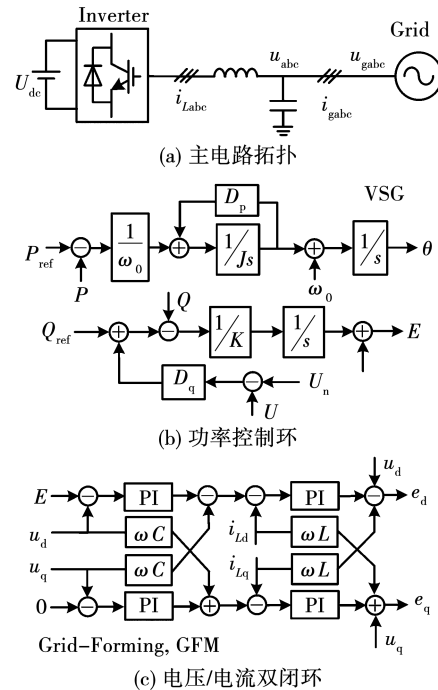 Inverter
Grid
U_dc
i_Labc
u_abc
i_gabc
u_gabc
(a) 主电路拓扑
VSG
P_ref
−
P
1/ω_0
+
D_p
1/Js
+
ω_0
1/s
θ
Q_ref
+
Q
−
1/K
1/s
+
E
D_q
−
U_n
U
(b) 功率控制环
E
−
PI
−
−
PI
−
u_d
e_d
u_d
ωC
i_Ld
ωL
u_q
ωC
i_Lq
ωL
0
−
PI
+
−
PI
+
e_q
u_q
Grid-Forming, GFM
(c) 电压/电流双闭环